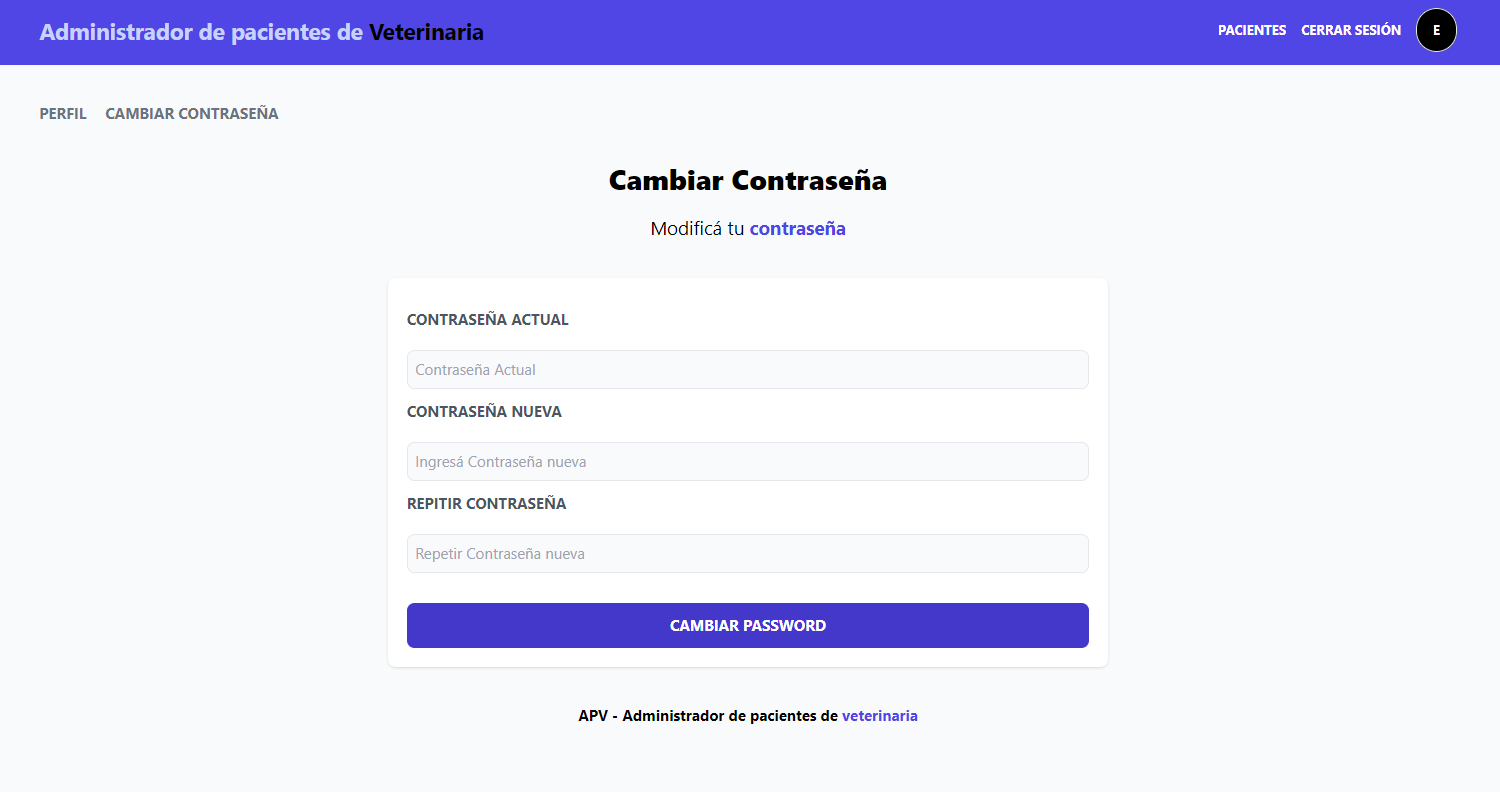 Administrador de pacientes de Veterinaria
PACIENTES CERRAR SESIÓN E
PERFIL CAMBIAR CONTRASEÑA
Cambiar Contraseña
Modificá tu contraseña
CONTRASEÑA ACTUAL
Contraseña Actual
CONTRASEÑA NUEVA
Ingresá Contraseña nueva
REPITIR CONTRASEÑA
Repetir Contraseña nueva
CAMBIAR PASSWORD
APV - Administrador de pacientes de veterinaria